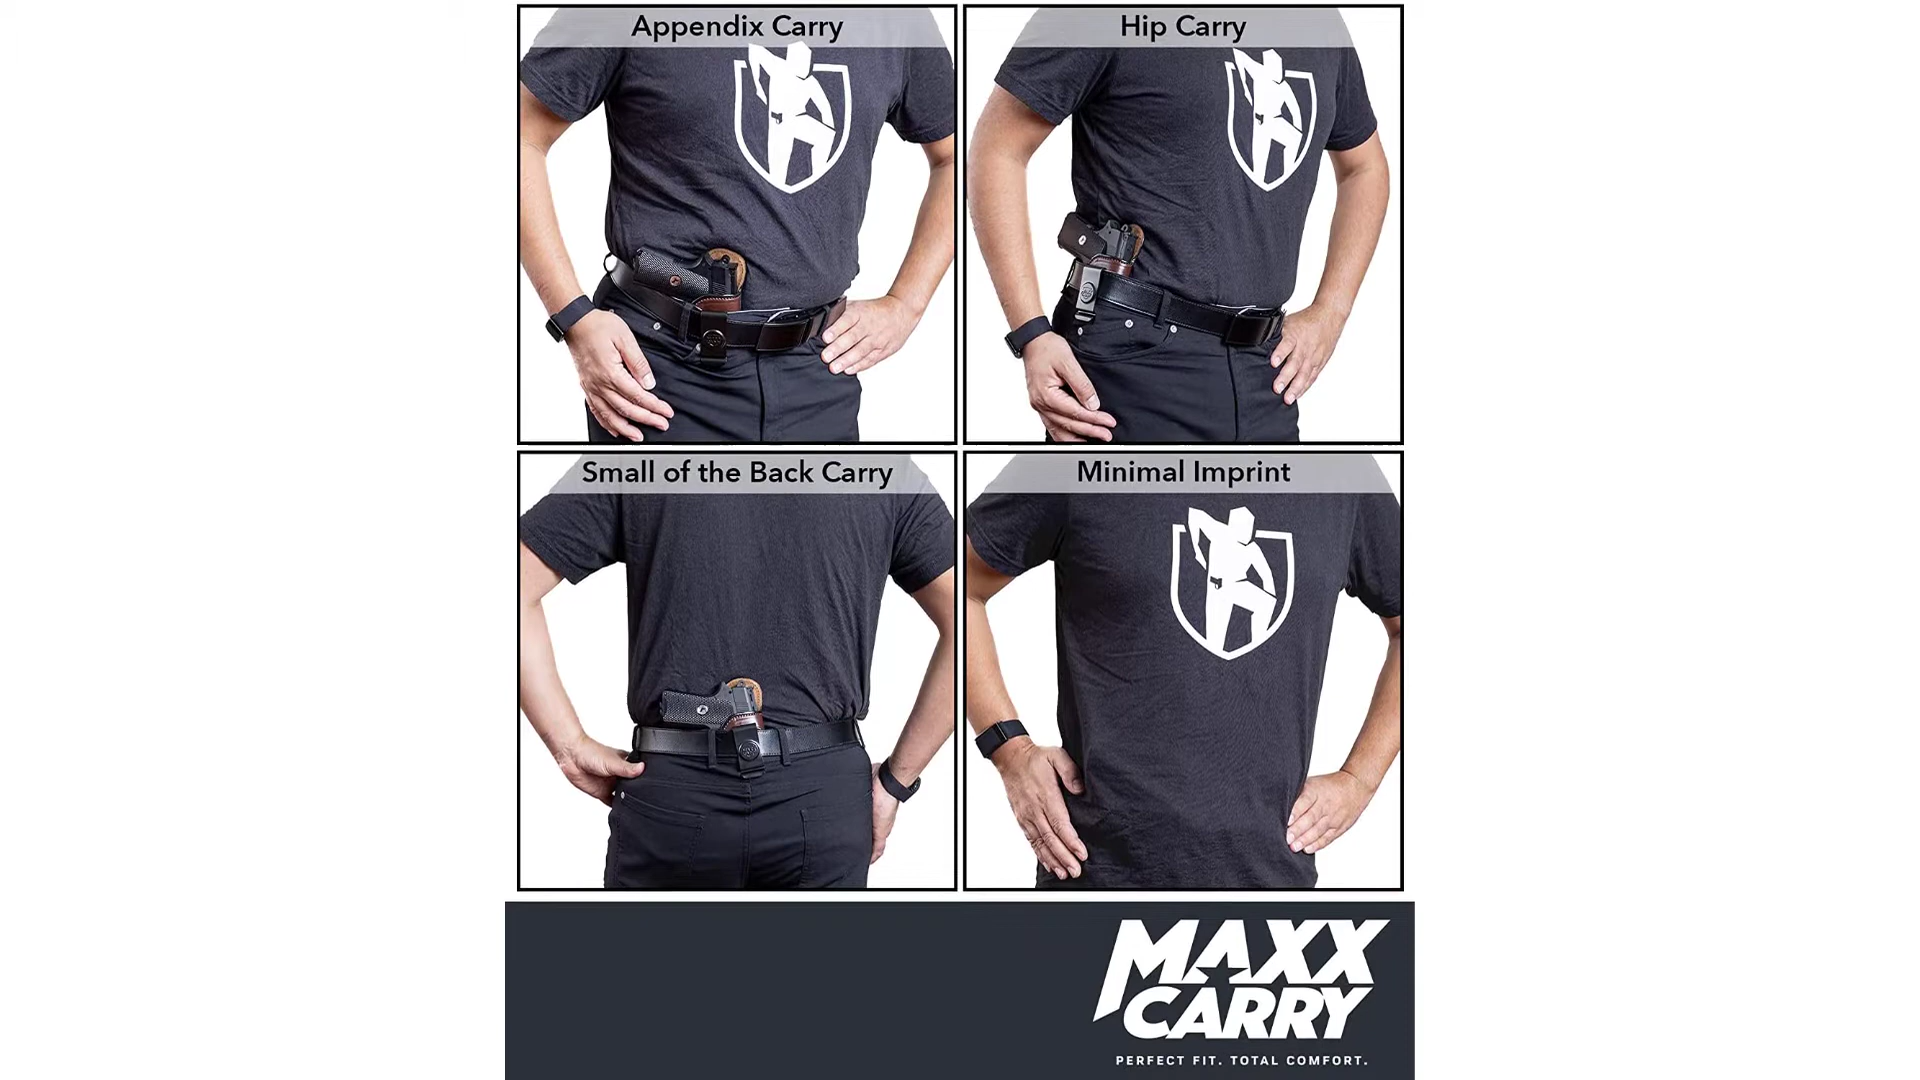 Appendix Carry
Hip Carry
Small of the Back Carry
Minimal Imprint
MAXX
CARRY
PERFECT FIT. TOTAL COMFORT.